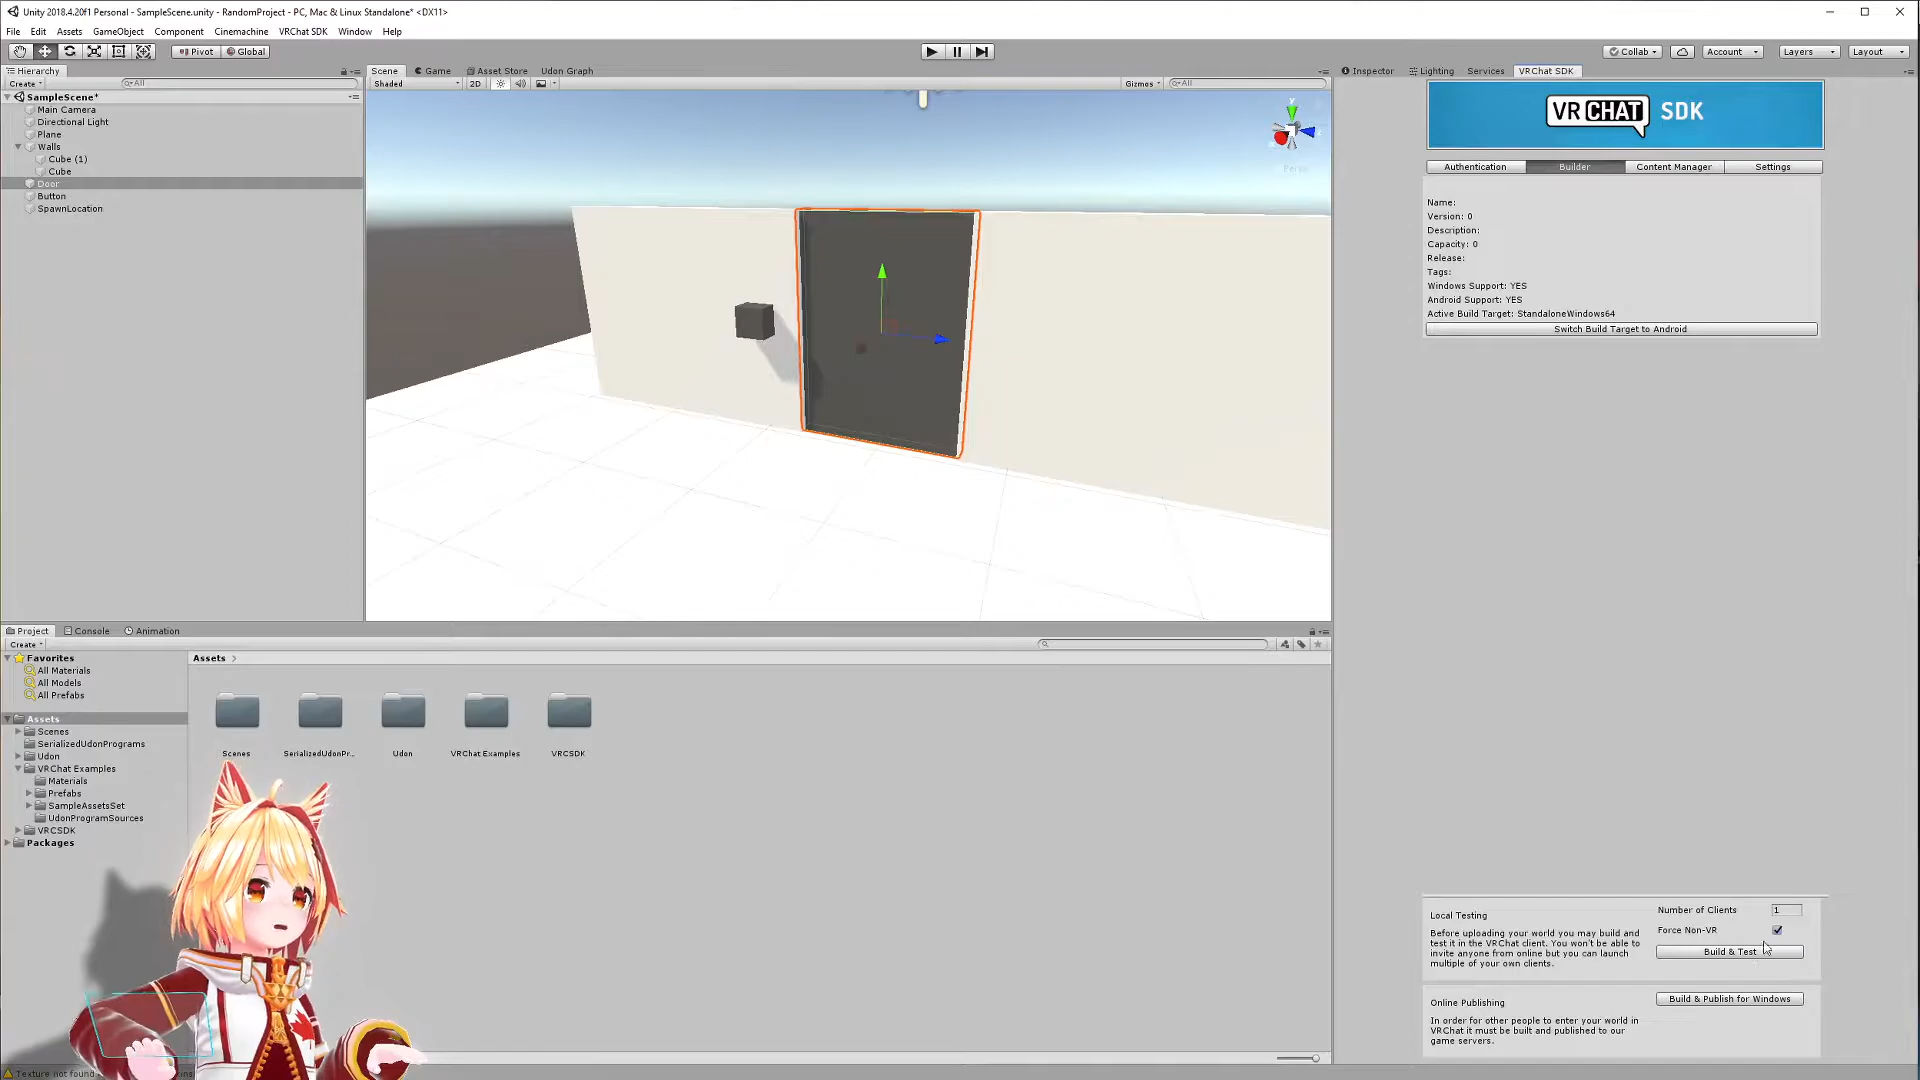 Unity 2018.4.20f1 Personal - SampleScene.unity - RandomProject - PC, Mac & Linux Standalone* <DX11>
File Edit Assets GameObject Component Cinemachine VRChat SDK Window Help
Pivot Global Collab Account Layers Layout
Hierarchy
Create All
SampleScene*
Main Camera
Directional Light
Plane
Walls
Cube (1)
Cube
Door
Button
SpawnLocation
Scene Game Asset Store Udon Graph
Shaded 2D Gizmos All
y
Persp
Inspector Lighting Services VRChat SDK
VR CHAT SDK
Authentication Builder Content Manager Settings
Name:
Version: 0
Description:
Capacity: 0
Release:
Tags:
Windows Support: YES
Android Support: YES
Active Build Target: StandaloneWindows64
Switch Build Target to Android
Local Testing
Before uploading your world you may build and
test it in the VRChat client. You won't be able to
invite anyone from online but you can launch
multiple of your own clients.
Number of Clients 1
Force Non-VR
Build & Test
Online Publishing
In order for other people to enter your world in
VRChat it must be built and published to our
game servers.
Build & Publish for Windows
Project Console Animation
Create
Favorites
All Materials
All Models
All Prefabs
Assets
Scenes
SerializedUdonPrograms
Udon
VRChat Examples
Materials
Prefabs
SampleAssetsSet
UdonProgramSources
VRCSDK
Packages
Assets
Scenes SerializedUdonPr... Udon VRChat Examples VRCSDK
Texture not found